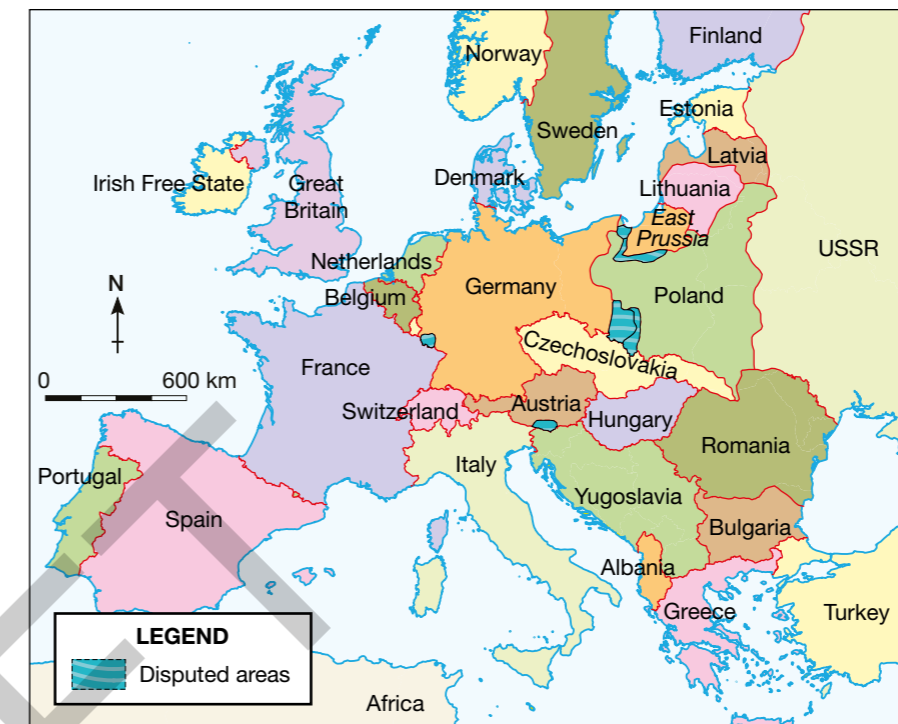 Norway
Finland
Sweden
Estonia
Latvia
Lithuania
East
Prussia
Irish Free State
Great
Britain
Denmark
USSR
Netherlands
Belgium
Germany
Poland
N
0 600 km
France
Czechoslovakia
Switzerland
Austria
Hungary
Romania
Italy
Portugal
Spain
Yugoslavia
Bulgaria
Albania
Greece
Turkey
LEGEND
Disputed areas
Africa